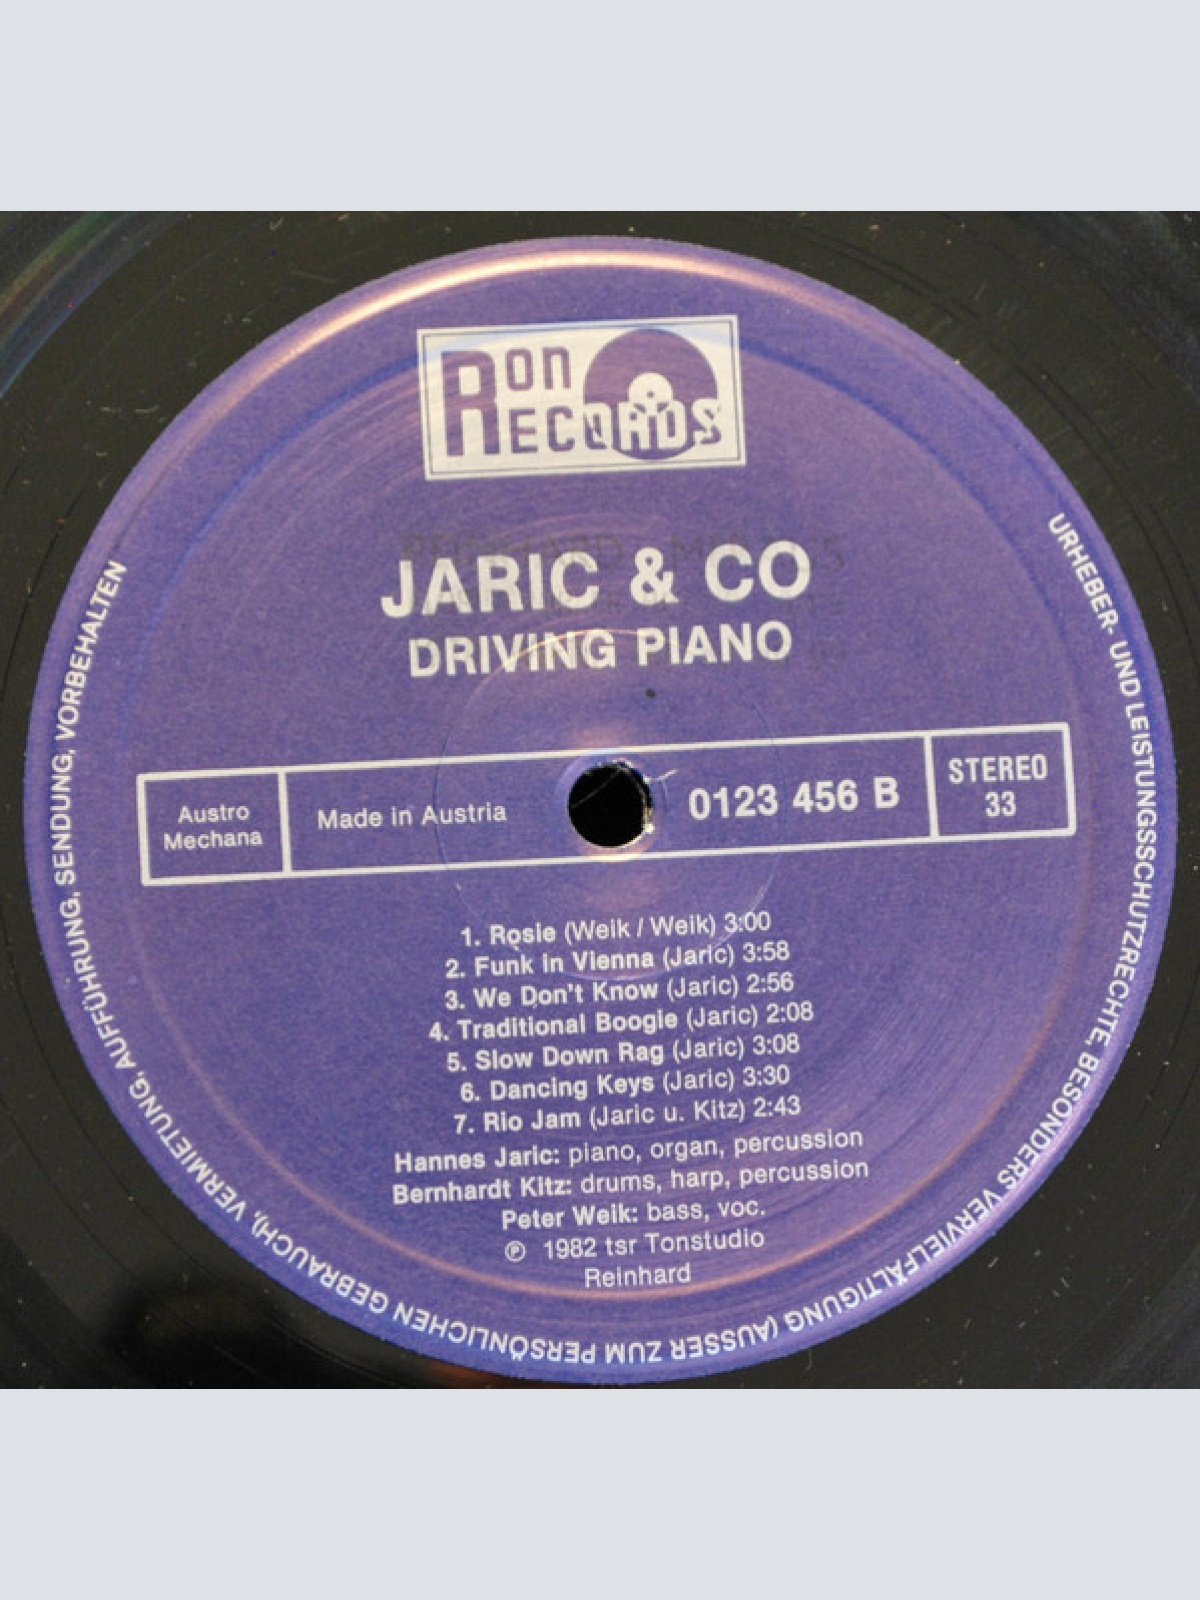 RON
RECORDS
JARIC & CO
DRIVING PIANO
Austro
Mechana
Made in Austria
0123 456 B
STEREO
33
1. Rosie (Weik / Weik) 3:00
2. Funk in Vienna (Jaric) 3:58
3. We Don't Know (Jaric) 2:56
4. Traditional Boogie (Jaric) 2:08
5. Slow Down Rag (Jaric) 3:08
6. Dancing Keys (Jaric) 3:30
7. Rio Jam (Jaric u. Kitz) 2:43
Hannes Jaric: piano, organ, percussion
Bernhardt Kitz: drums, harp, percussion
Peter Weik: bass, voc.
℗ 1982 tsr Tonstudio
Reinhard
URHEBER- UND LEISTUNGSSCHUTZRECHTE, BESONDERS VERVIELFÄLTIGUNG (AUSSER ZUM PERSÖNLICHEN GEBRAUCH), VERMIETUNG, AUFFÜHRUNG, SENDUNG, VORBEHALTEN